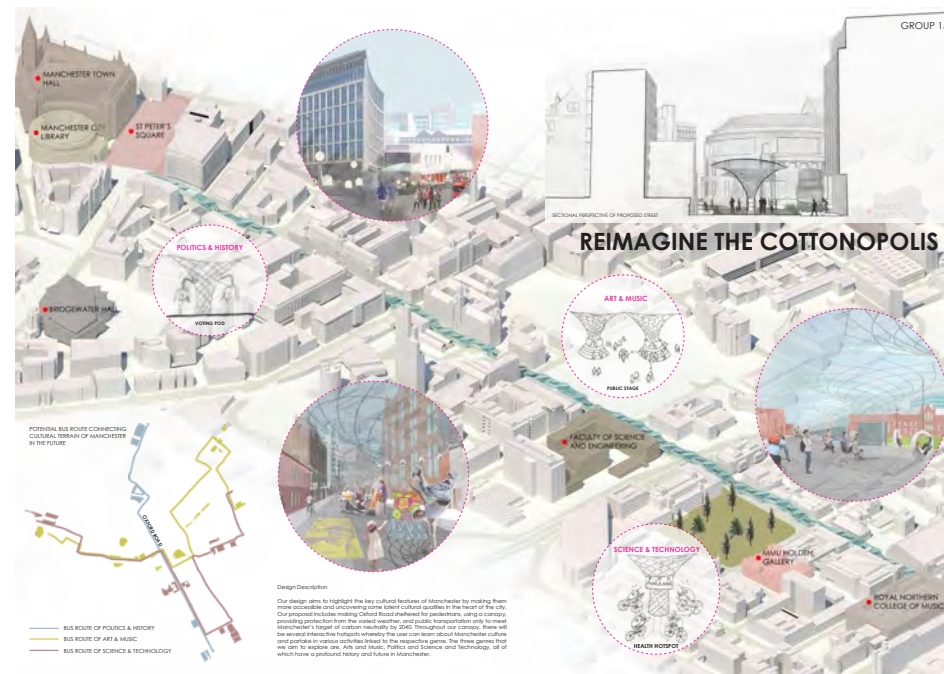 GROUP 1
MANCHESTER TOWN
HALL
MANCHESTER CITY
LIBRARY
ST PETER'S
SQUARE
SECTIONAL PERSPECTIVE OF PROPOSED STREET
REIMAGINE THE COTTONOPOLIS
POLITICS & HISTORY
VOTING POD
BRIDGEWATER HALL
ART & MUSIC
PUBLIC STAGE
POTENTIAL BUS ROUTE CONNECTING
CULTURAL TERRAIN OF MANCHESTER
IN THE FUTURE
OXFORD ROAD
BUS ROUTE OF POLITICS & HISTORY
BUS ROUTE OF ART & MUSIC
BUS ROUTE OF SCIENCE & TECHNOLOGY
FACULTY OF SCIENCE
AND ENGINEERING
SCIENCE & TECHNOLOGY
HEALTH HOTSPOT
MMU HOLDEN
GALLERY
ROYAL NORTHERN
COLLEGE OF MUSIC
Design Description
Our design aims to highlight the key cultural features of Manchester by making them
more accessible and uncovering some latent cultural qualities in the heart of the city.
Our proposal includes making Oxford Road sheltered for pedestrians, using a canopy,
providing protection from the varied weather, and public transportation only to meet
Manchester's target of carbon neutrality by 2040. Throughout our canopy, there will
be several interactive hotspots whereby the user can learn about Manchester culture
and partake in various activities linked to the respective genre. The three genres that
we aim to explore are, Arts and Music, Politics and Science and Technology, all of
which have a profound history and future in Manchester.